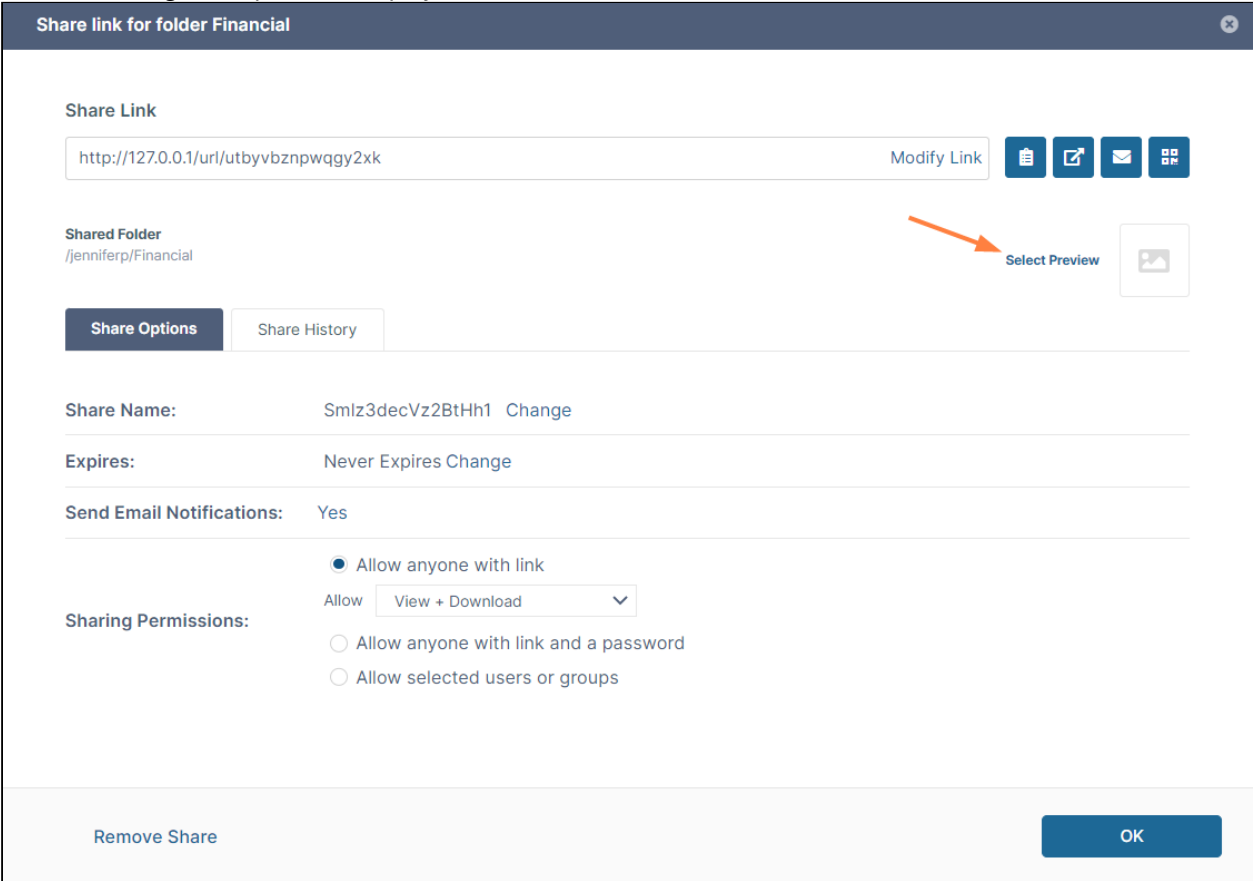 Share link for folder Financial
Share Link
http://127.0.0.1/url/utbyvbznpwqgy2xk Modify Link
Shared Folder
/jenniferp/Financial
Select Preview
Share Options Share History
Share Name: Smlz3decVz2BtHh1 Change
Expires: Never Expires Change
Send Email Notifications: Yes
Allow anyone with link
Allow View + Download
Sharing Permissions:
Allow anyone with link and a password
Allow selected users or groups
Remove Share OK